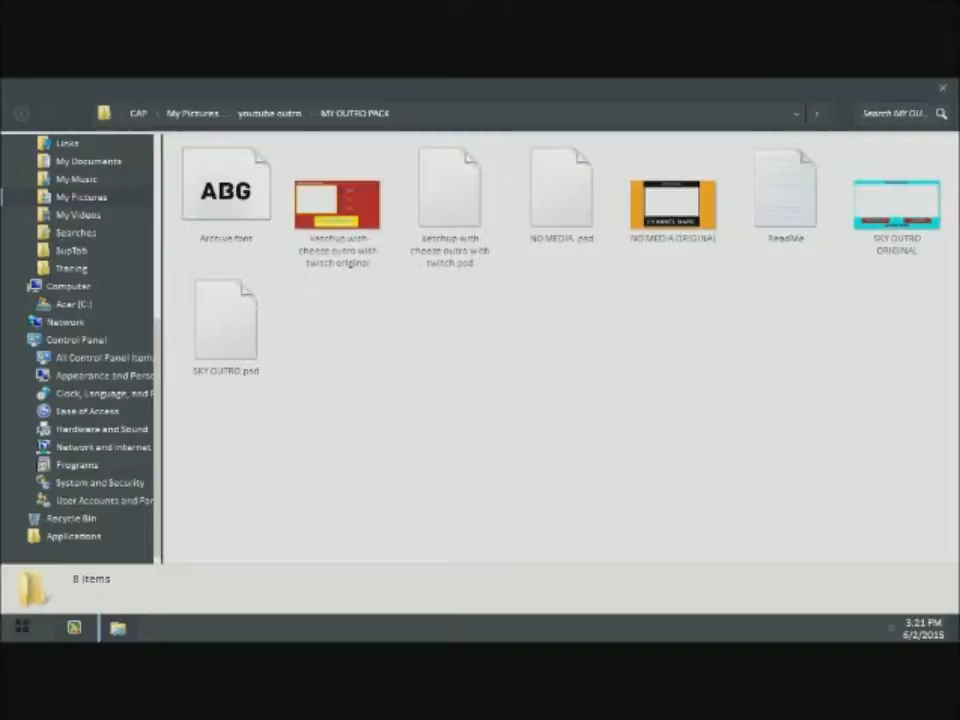 CAP My Pictures youtube outro MY OUTRO PACK Search MY OU...
Links
My Documents
My Music
My Pictures
My Videos
Searches
SupTab
Tracing
Computer
Acer (C:)
Network
Control Panel
All Control Panel Item
Appearance and Perso
Clock, Language, and F
Ease of Access
Hardware and Sound
Network and Internet
Programs
System and Security
User Accounts and Fam
Recycle Bin
Applications
ABG
Archive font
ketchup with
cheeze outro with
twitch original
ketchup with
cheeze outro with
twitch.psd
NO MEDIA .psd
NO MEDIA ORIGINAL
ReadMe
SKY OUTRO
ORIGINAL
SKY OUTRO.psd
8 items
3:21 PM
6/2/2015